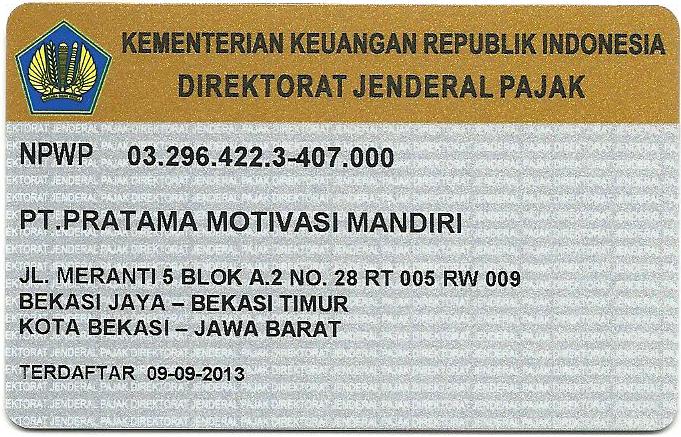 KEMENTERIAN KEUANGAN REPUBLIK INDONESIA
DIREKTORAT JENDERAL PAJAK
NPWP 03.296.422.3-407.000
PT.PRATAMA MOTIVASI MANDIRI
JL. MERANTI 5 BLOK A.2 NO. 28 RT 005 RW 009
BEKASI JAYA – BEKASI TIMUR
KOTA BEKASI – JAWA BARAT
TERDAFTAR 09-09-2013